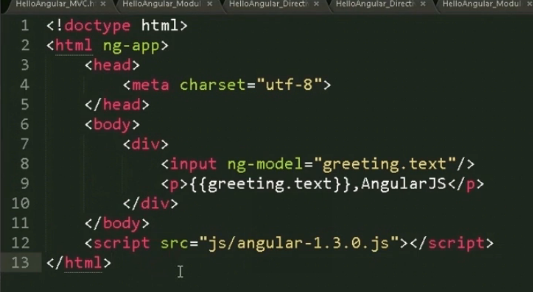 HelloAngular_MVC.h
HelloAngular_Modul
HelloAngular_Directi
HelloAngular_Directi
HelloAngular_Modul
1 <!doctype html>
2 <html ng-app>
3 <head>
4 <meta charset="utf-8">
5 </head>
6 <body>
7 <div>
8 <input ng-model="greeting.text"/>
9 <p>{{greeting.text}},AngularJS</p>
10 </div>
11 </body>
12 <script src="js/angular-1.3.0.js"></script>
13 </html>